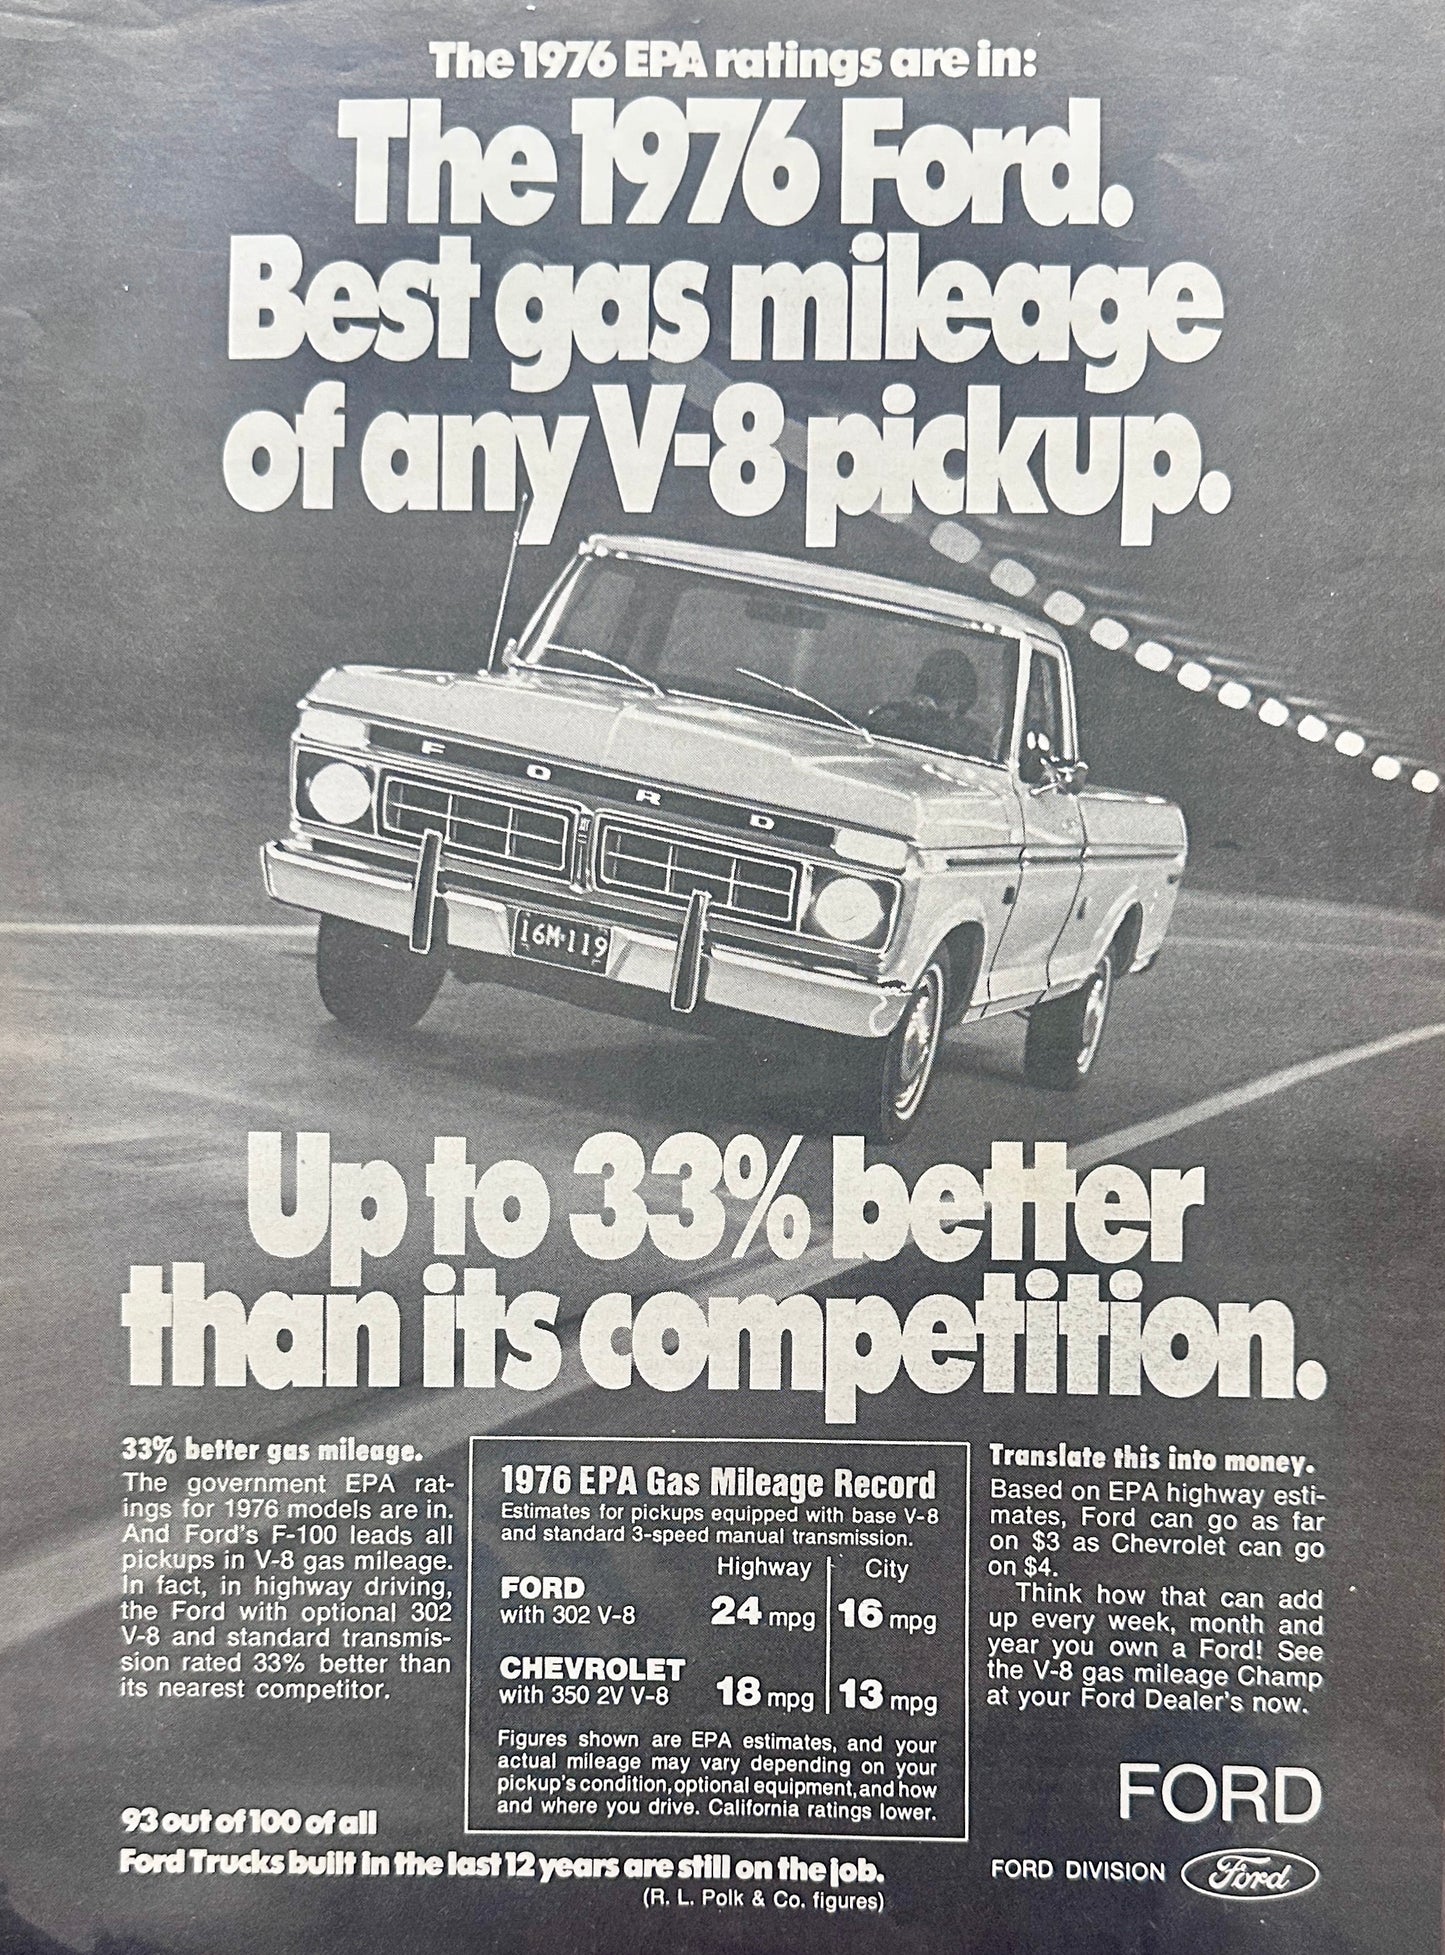 The 1976 EPA ratings are in:
The 1976 Ford.
Best gas mileage
of any V-8 pickup.
FORD
16M·119
Up to 33% better
than its competition.
33% better gas mileage.
The government EPA rat-
ings for 1976 models are in.
And Ford's F-100 leads all
pickups in V-8 gas mileage.
In fact, in highway driving,
the Ford with optional 302
V-8 and standard transmis-
sion rated 33% better than
its nearest competitor.
1976 EPA Gas Mileage Record
Estimates for pickups equipped with base V-8
and standard 3-speed manual transmission.
Highway City
FORD
with 302 V-8 24 mpg 16 mpg
CHEVROLET
with 350 2V V-8 18 mpg 13 mpg
Figures shown are EPA estimates, and your
actual mileage may vary depending on your
pickup's condition, optional equipment, and how
and where you drive. California ratings lower.
Translate this into money.
Based on EPA highway esti-
mates, Ford can go as far
on $3 as Chevrolet can go
on $4.
Think how that can add
up every week, month and
year you own a Ford! See
the V-8 gas mileage Champ
at your Ford Dealer's now.
93 out of 100 of all
Ford Trucks built in the last 12 years are still on the job.
(R. L. Polk & Co. figures)
FORD
FORD DIVISION Ford